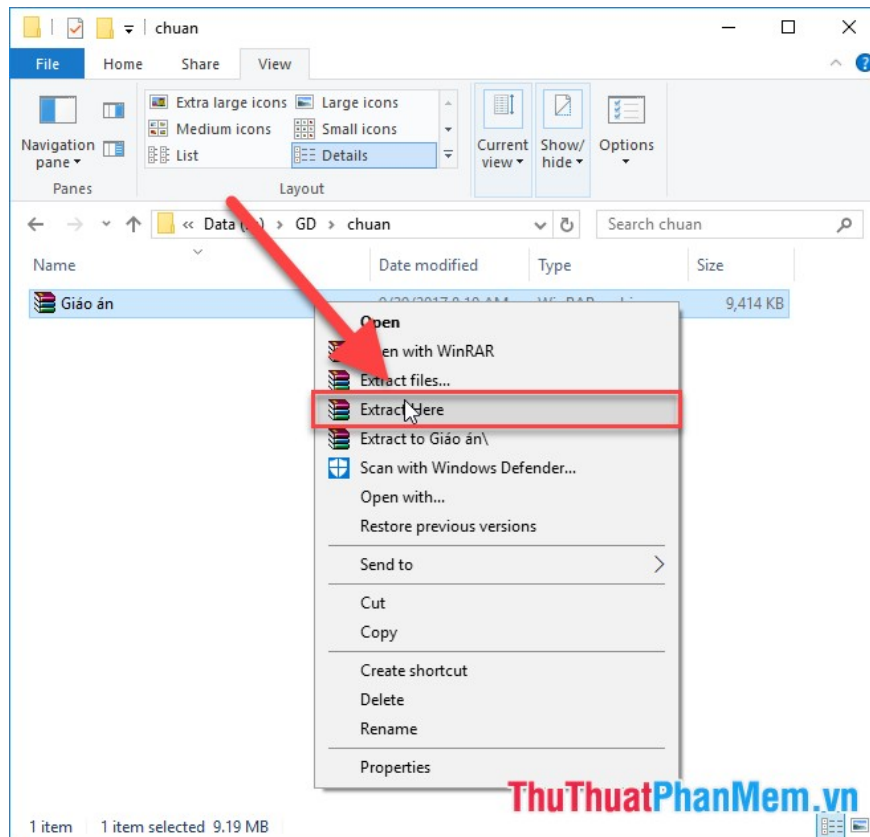 chuan
File Home Share View
Extra large icons Large icons
Medium icons Small icons
List Details
Navigation pane
Current view
Show/ hide
Options
Panes Layout
« Data GD chuan Search chuan
Name Date modified Type Size
Giáo án 9,414 KB
Open
with WinRAR
Extract files...
Extract Here
Extract to Giáo án\
Scan with Windows Defender...
Open with...
Restore previous versions
Send to
Cut
Copy
Create shortcut
Delete
Rename
Properties
ThuThuatPhanMem.vn
1 item 1 item selected 9.19 MB